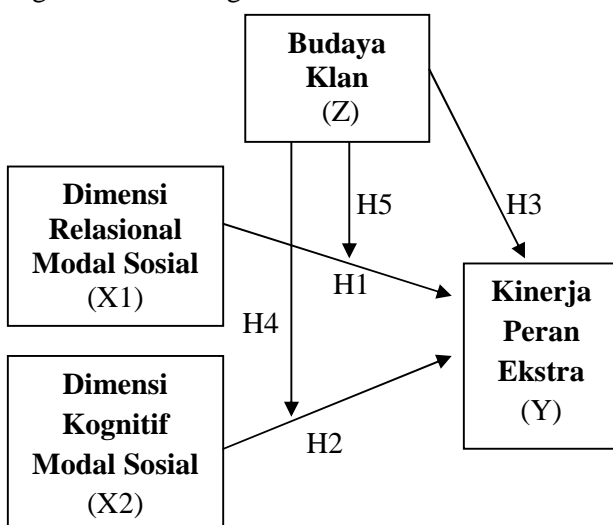 Budaya
Klan
(Z)
Dimensi
Relasional
Modal Sosial
(X1)
H5
H3
H1
H4
Kinerja
Peran
Ekstra
(Y)
Dimensi
Kognitif
Modal Sosial
(X2)
H2